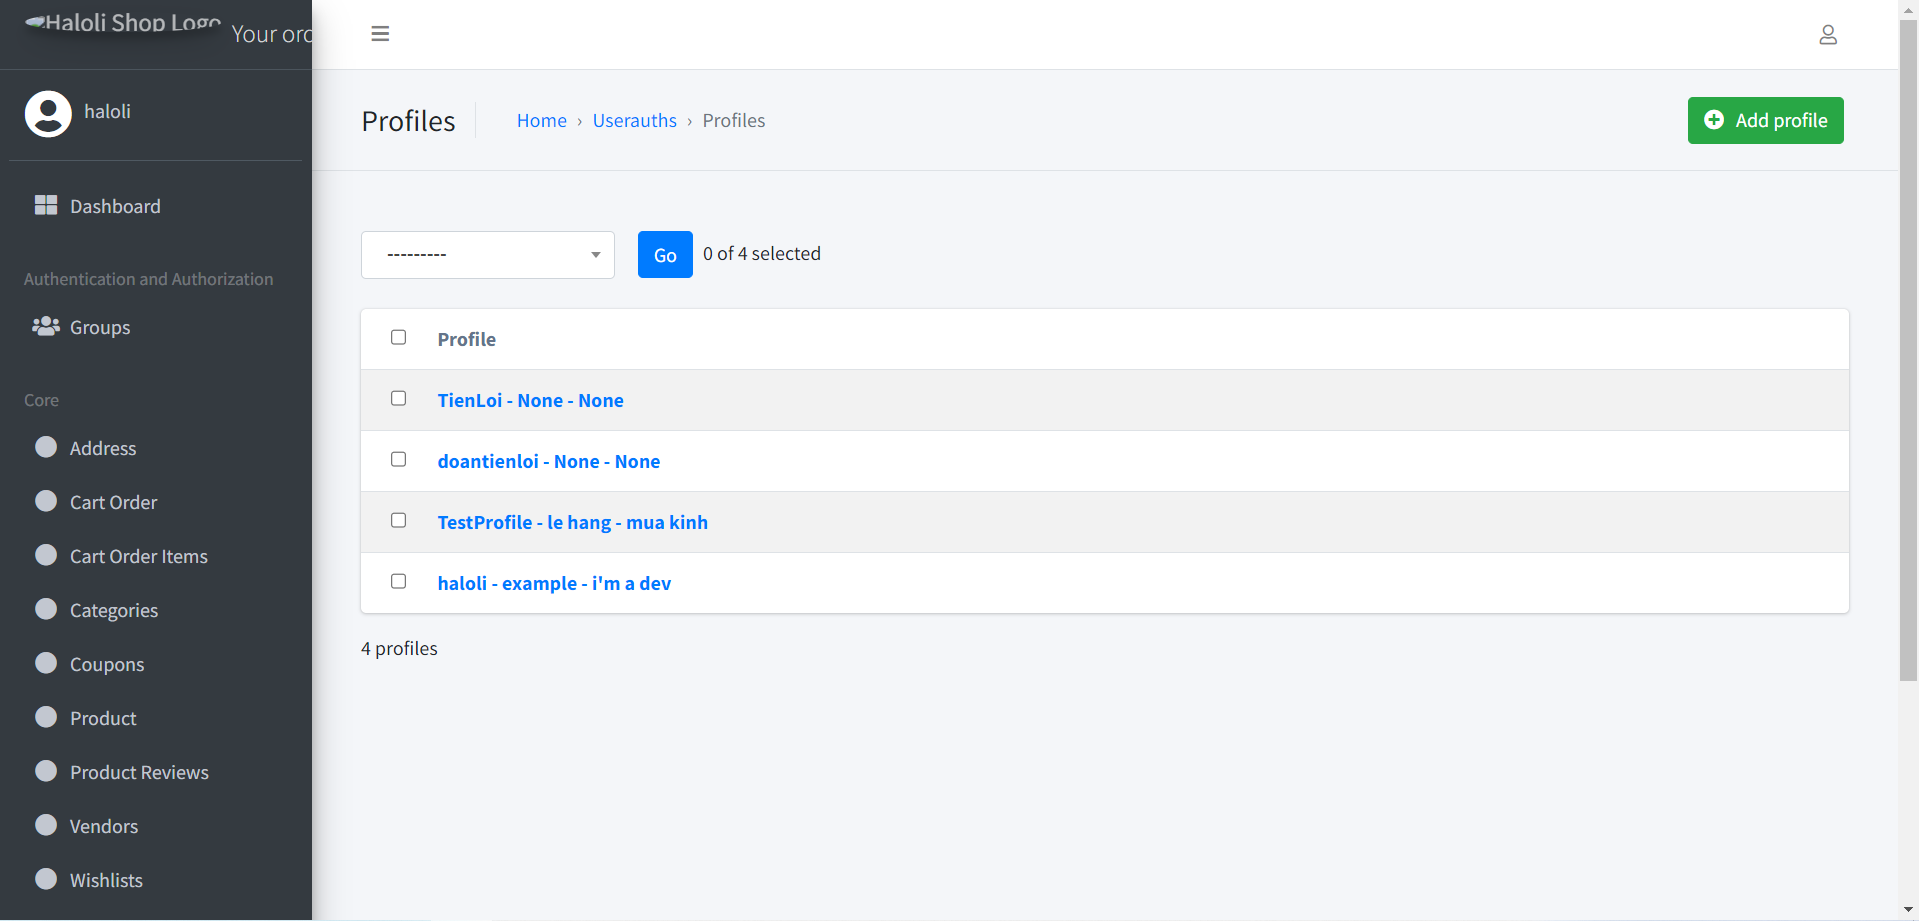 Haloli Shop Logo
Your ord
haloli
Dashboard
Authentication and Authorization
Groups
Core
Address
Cart Order
Cart Order Items
Categories
Coupons
Product
Product Reviews
Vendors
Wishlists
Profiles
Home › Userauths › Profiles
Add profile
---------
Go
0 of 4 selected
Profile
TienLoi - None - None
doantienloi - None - None
TestProfile - le hang - mua kinh
haloli - example - i'm a dev
4 profiles